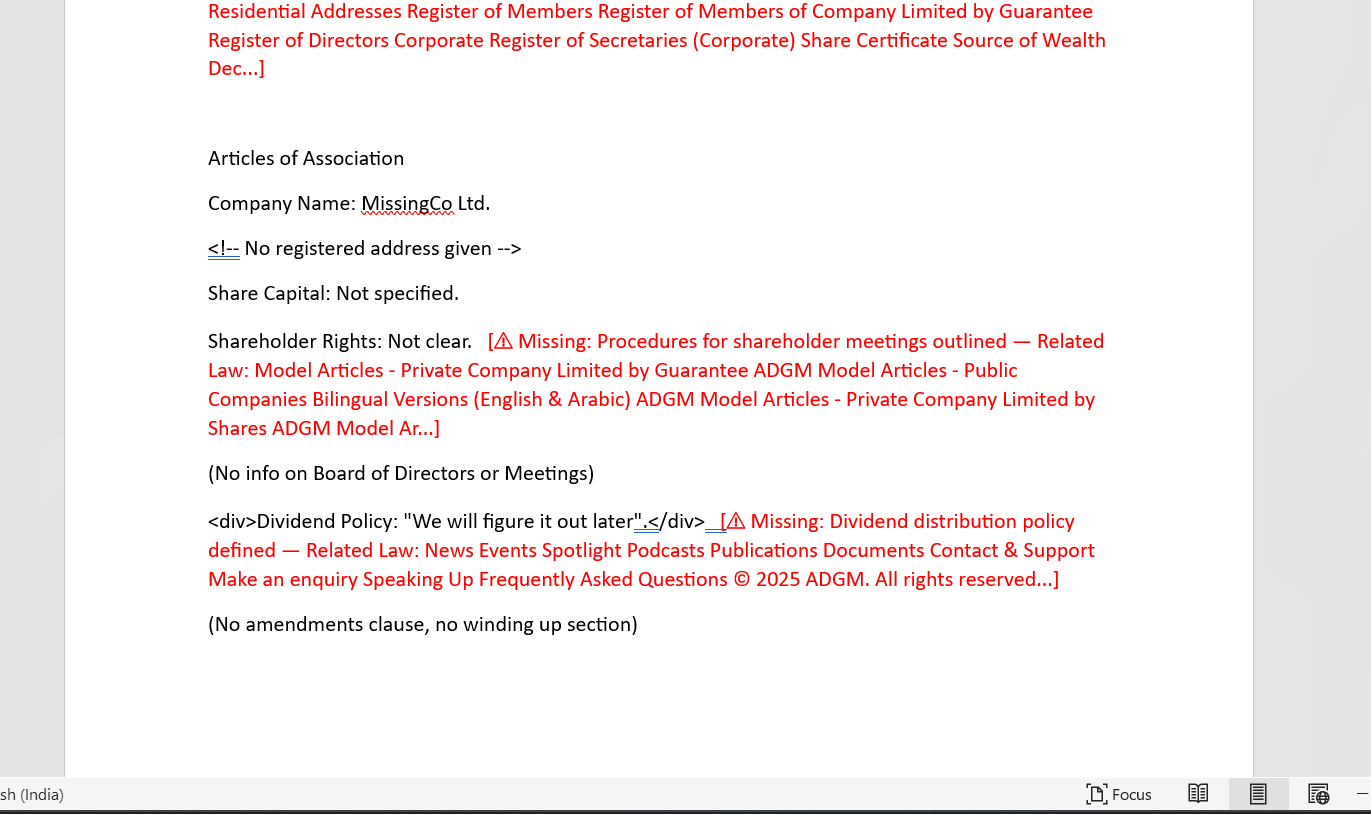 Residential Addresses Register of Members Register of Members of Company Limited by Guarantee
Register of Directors Corporate Register of Secretaries (Corporate) Share Certificate Source of Wealth
Dec...]
Articles of Association
Company Name: MissingCo Ltd.
<!-- No registered address given -->
Share Capital: Not specified.
Shareholder Rights: Not clear.   [⚠ Missing: Procedures for shareholder meetings outlined — Related
Law: Model Articles - Private Company Limited by Guarantee ADGM Model Articles - Public
Companies Bilingual Versions (English & Arabic) ADGM Model Articles - Private Company Limited by
Shares ADGM Model Ar...]
(No info on Board of Directors or Meetings)
<div>Dividend Policy: "We will figure it out later".</div>   [⚠ Missing: Dividend distribution policy
defined — Related Law: News Events Spotlight Podcasts Publications Documents Contact & Support
Make an enquiry Speaking Up Frequently Asked Questions © 2025 ADGM. All rights reserved...]
(No amendments clause, no winding up section)
sh (India)
Focus